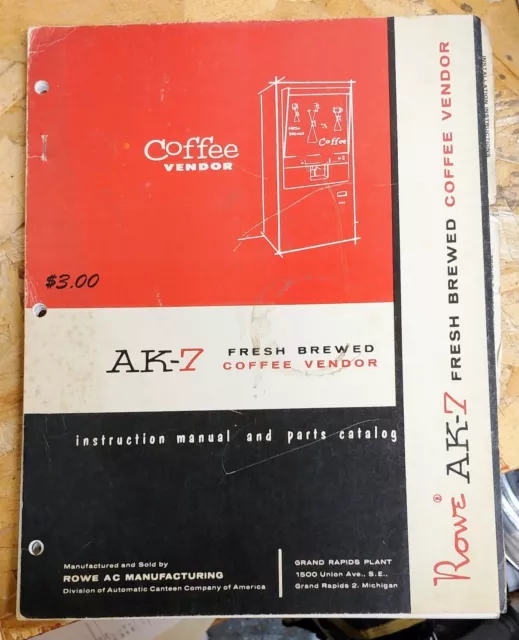 Coffee
VENDOR
Coffee
$3.00
AK-7 FRESH BREWED
COFFEE VENDOR
instruction manual and parts catalog
Manufactured and Sold by
ROWE AC MANUFACTURING
Division of Automatic Canteen Company of America
GRAND RAPIDS PLANT
1500 Union Ave., S.E.,
Grand Rapids 2, Michigan
Rowe® AK-7 FRESH BREWED COFFEE VENDOR